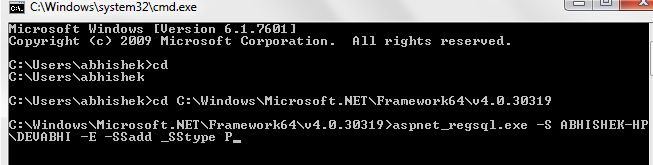 C:\Windows\system32\cmd.exe
Microsoft Windows [Version 6.1.7601]
Copyright (c) 2009 Microsoft Corporation.  All rights reserved.
C:\Users\abhishek>cd
C:\Users\abhishek
C:\Users\abhishek>cd C:\Windows\Microsoft.NET\Framework64\v4.0.30319
C:\Windows\Microsoft.NET\Framework64\v4.0.30319>aspnet_regsql.exe -S ABHISHEK-HP
\DEVABHI -E -SSadd _SStype P_